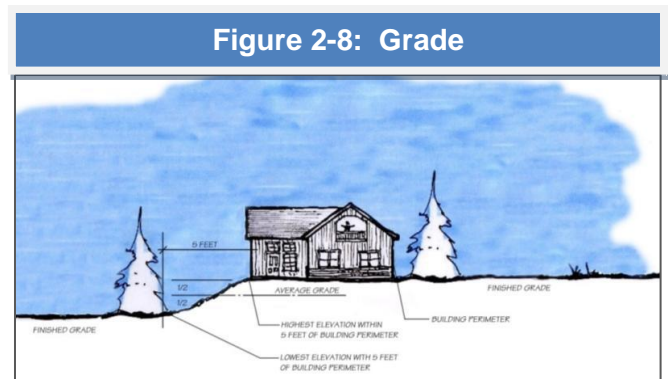 Figure 2-8: Grade
5 FEET
1/2
AVERAGE GRADE
1/2
FINISHED GRADE
FINISHED GRADE
BUILDING PERIMETER
HIGHEST ELEVATION WITHIN
5 FEET OF BUILDING PERIMETER
LOWEST ELEVATION WITH 5 FEET
OF BUILDING PERIMETER